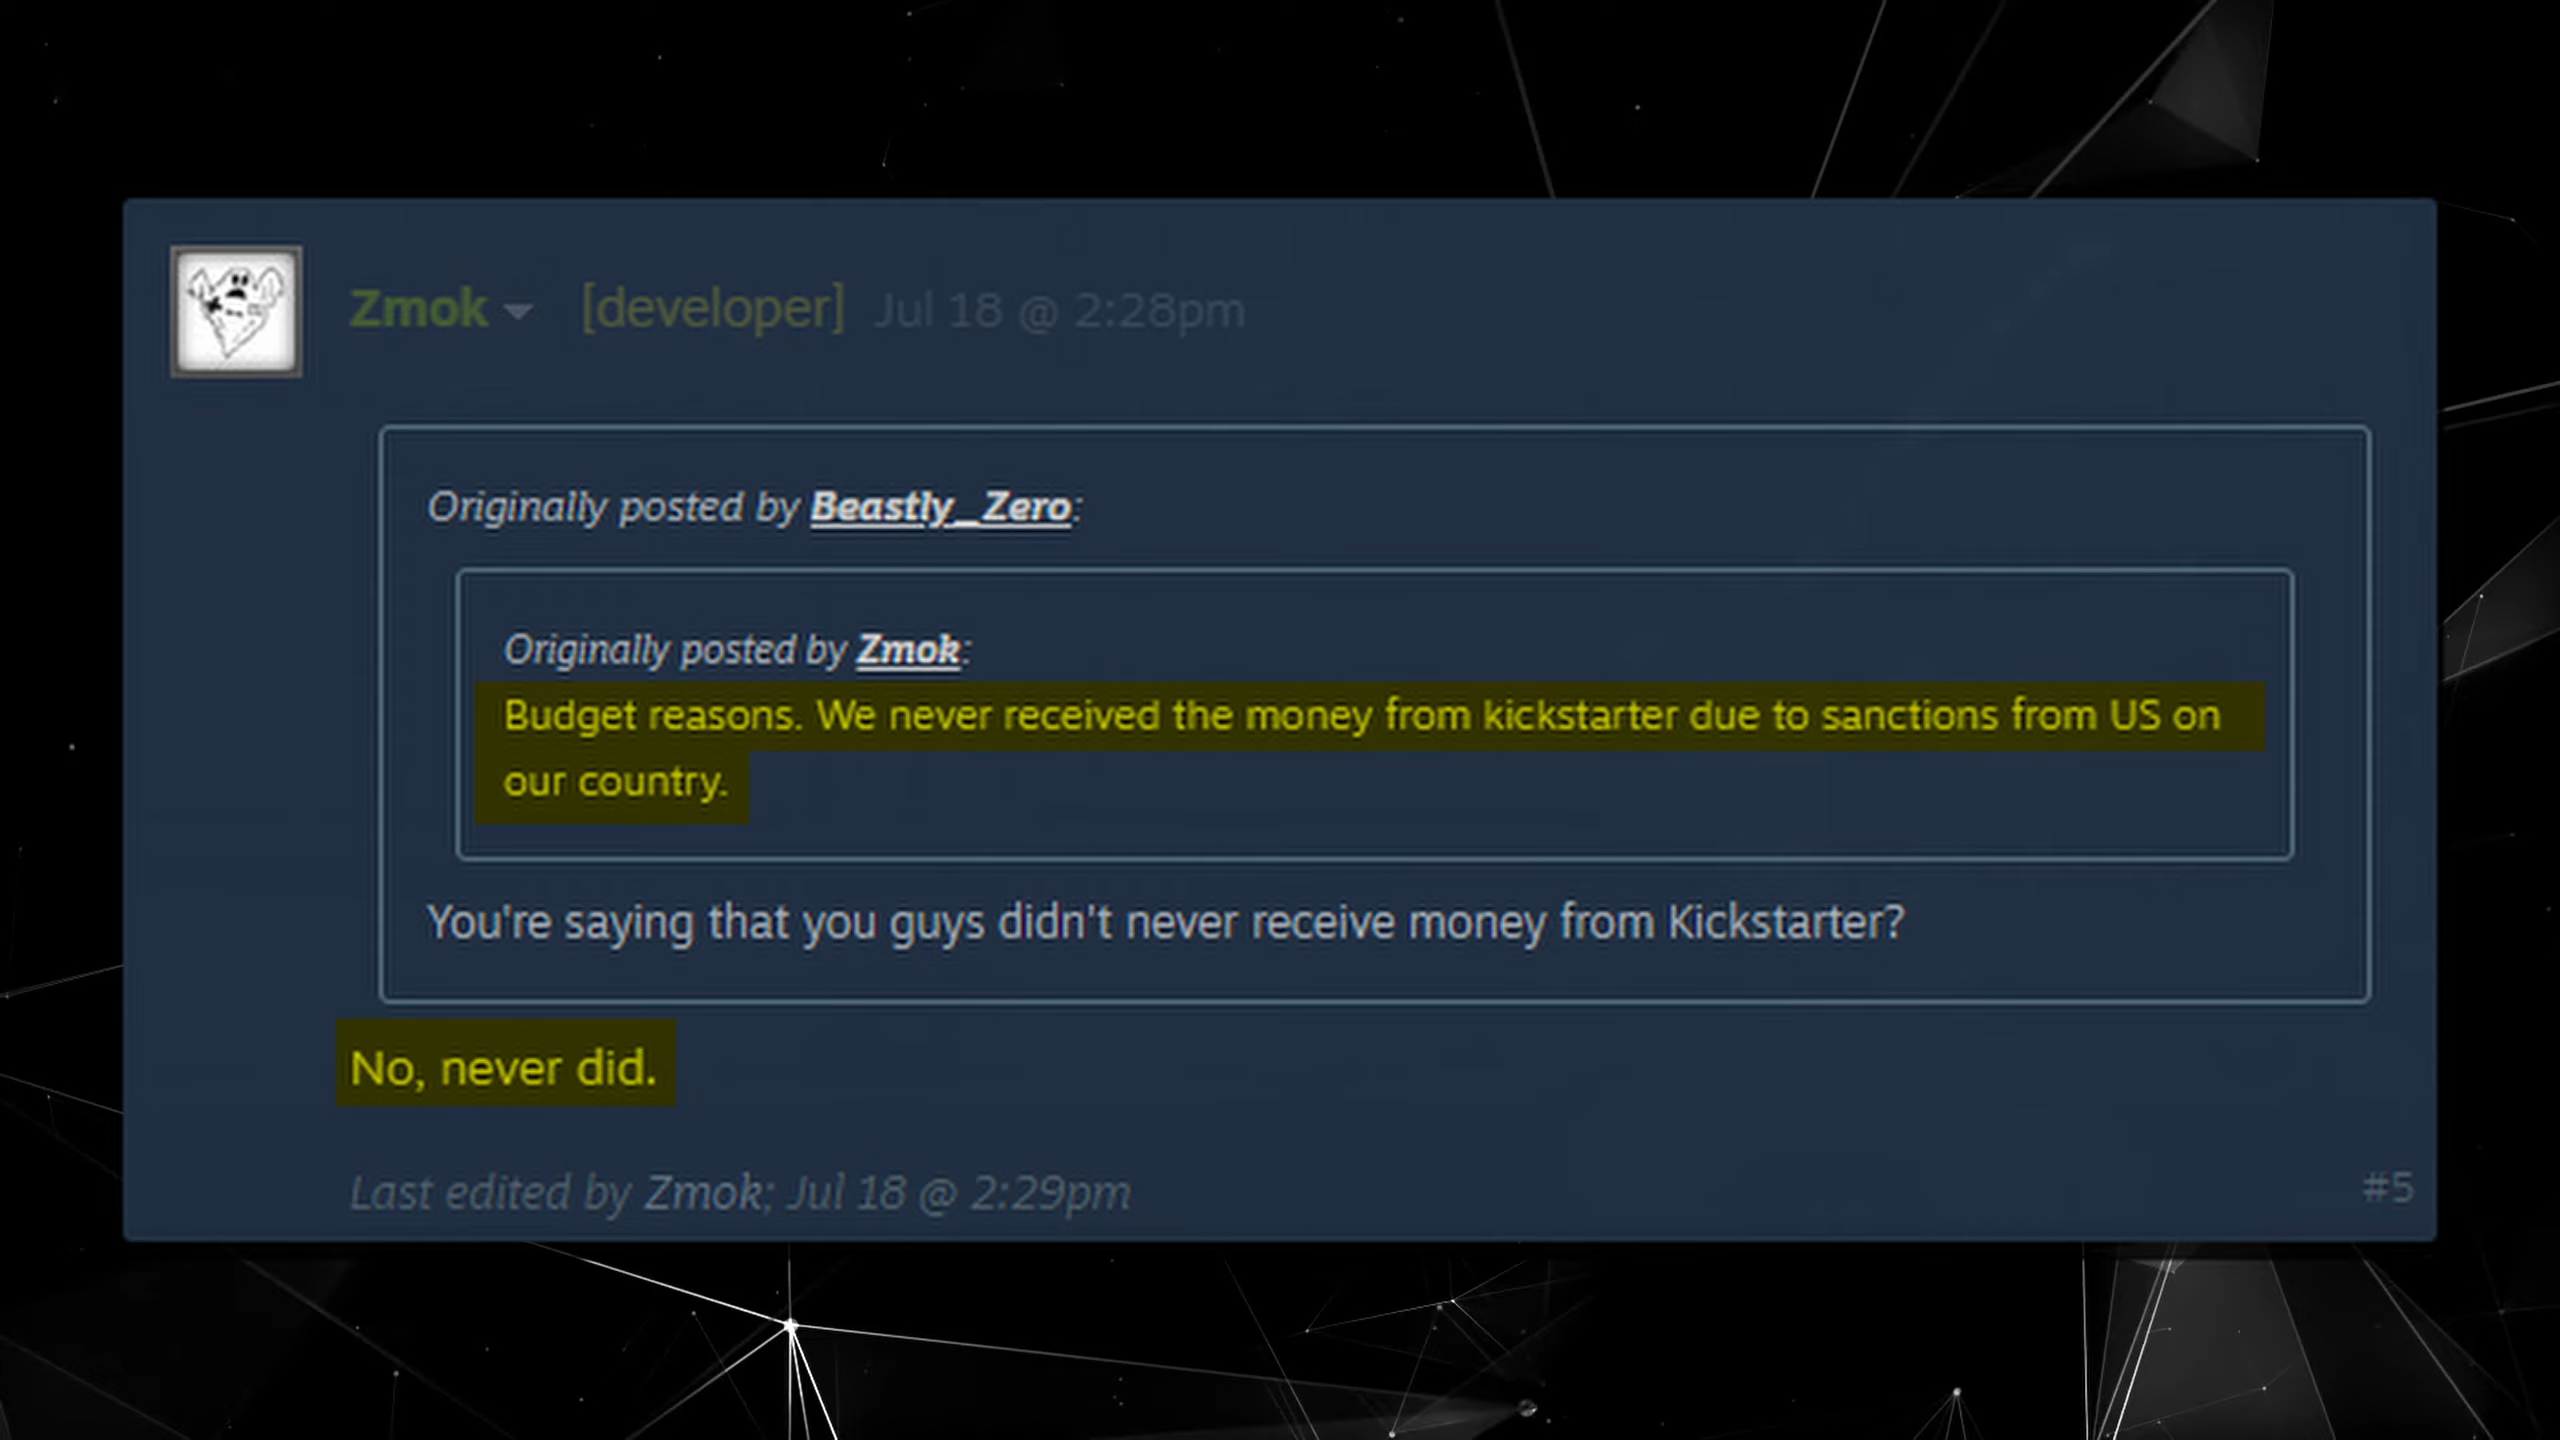 Zmok [developer] Jul 18 @ 2:28pm
Originally posted by Beastly_Zero:
Originally posted by Zmok:
Budget reasons. We never received the money from kickstarter due to sanctions from US on
our country.
You're saying that you guys didn't never receive money from Kickstarter?
No, never did.
Last edited by Zmok; Jul 18 @ 2:29pm
#5